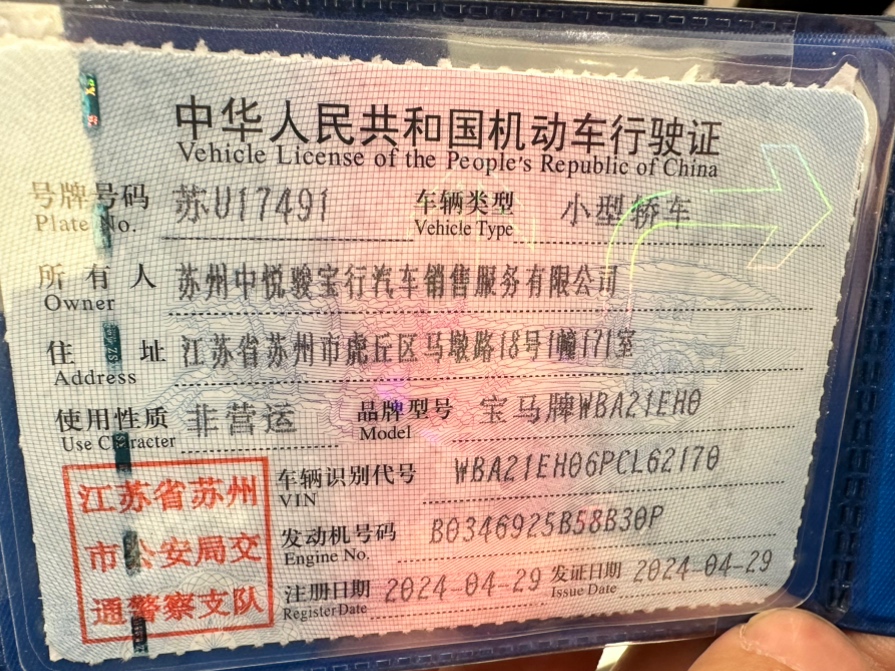 中华人民共和国机动车行驶证
Vehicle License of the People's Republic of China
号牌号码 苏U17491 车辆类型 小型轿车
Plate No. Vehicle Type
所有人 苏州中悦骏宝行汽车销售服务有限公司
Owner
住址 江苏省苏州市虎丘区马墩路18号1幢171室
Address
使用性质 非营运 品牌型号 宝马牌WBA21EH0
Use Character Model
车辆识别代号 WBA21EH06PCL62170
VIN
发动机号码 B0346925B58B30P
Engine No.
注册日期 2024-04-29 发证日期 2024-04-29
Register Date Issue Date
江苏省苏州
市公安局交
通警察支队